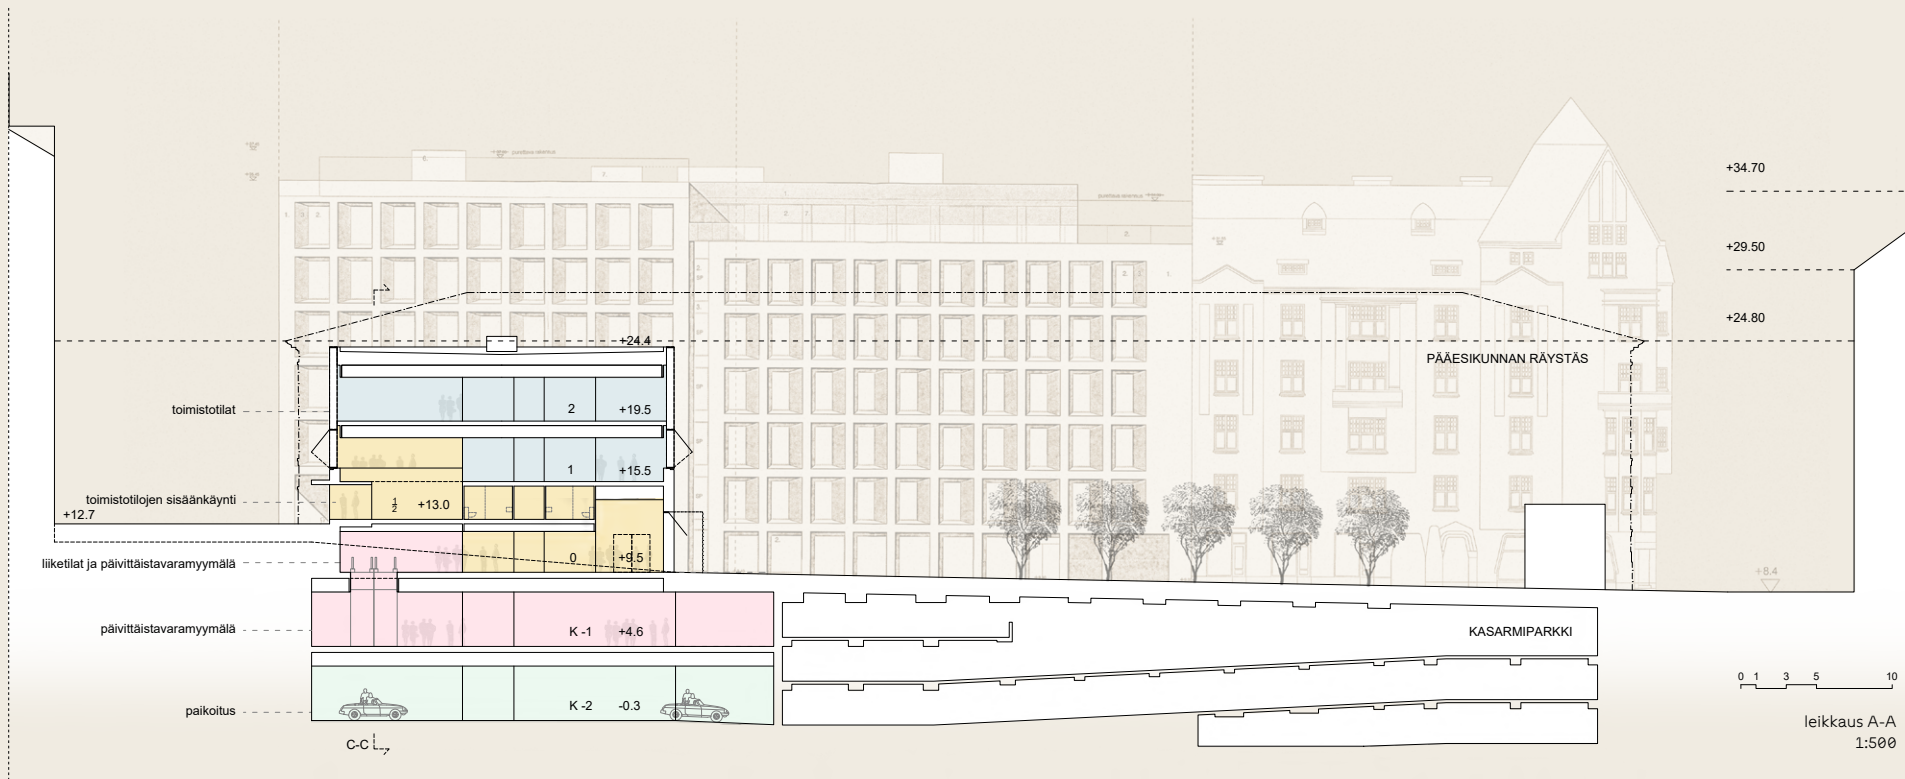 +34.70
+29.50
+24.80
+24.4
PÄÄESIKUNNAN RÄYSTÄS
toimistotilat
2 +19.5
1 +15.5
toimistotilojen sisäänkäynti
½ +13.0
+12.7
liiketilat ja päivittäistavaramyymälä
0 +9.5
+8.4
päivittäistavaramyymälä
K -1 +4.6
KASARMIPARKKI
0 1 3 5 10
paikoitus
K -2 -0.3
leikkaus A-A
1:500
C-C